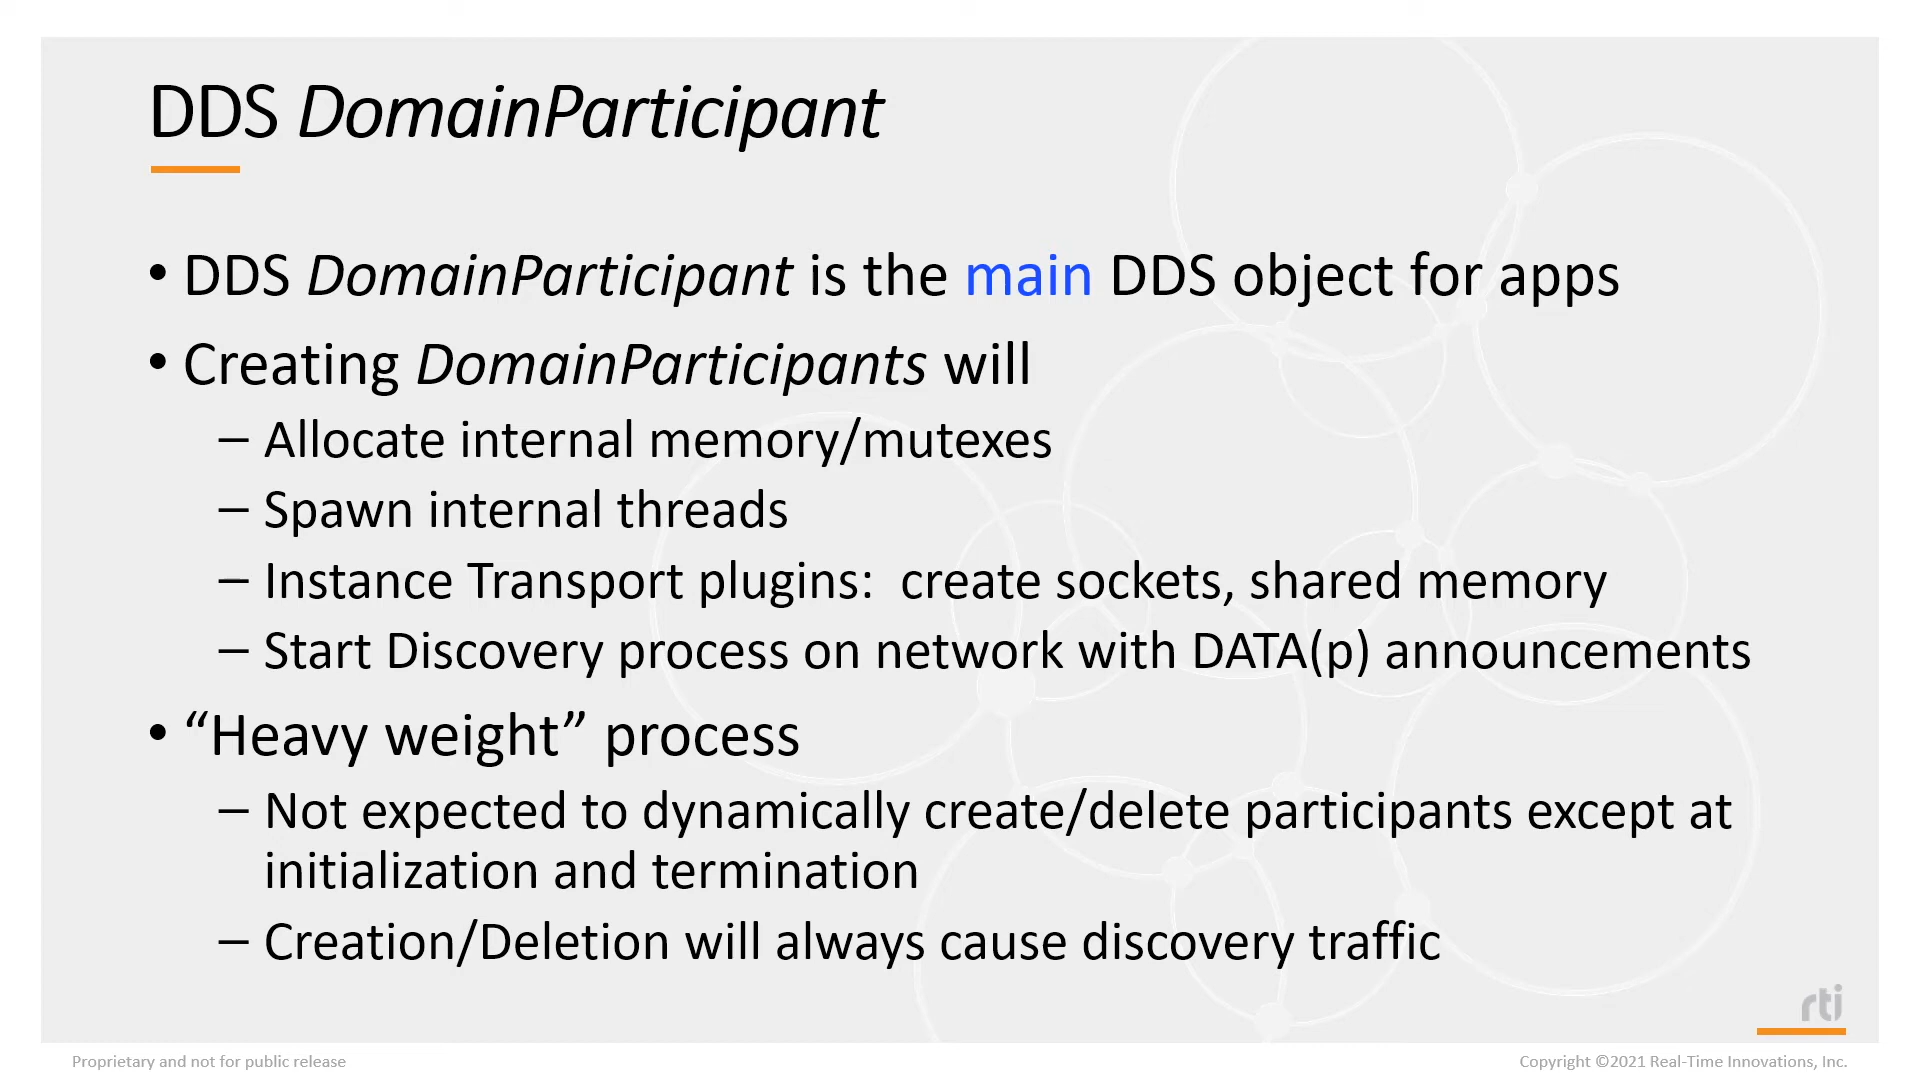 DDS DomainParticipant
• DDS DomainParticipant is the main DDS object for apps
• Creating DomainParticipants will
– Allocate internal memory/mutexes
– Spawn internal threads
– Instance Transport plugins:  create sockets, shared memory
– Start Discovery process on network with DATA(p) announcements
• “Heavy weight” process
– Not expected to dynamically create/delete participants except at
initialization and termination
– Creation/Deletion will always cause discovery traffic
rti
Proprietary and not for public release
Copyright ©2021 Real-Time Innovations, Inc.